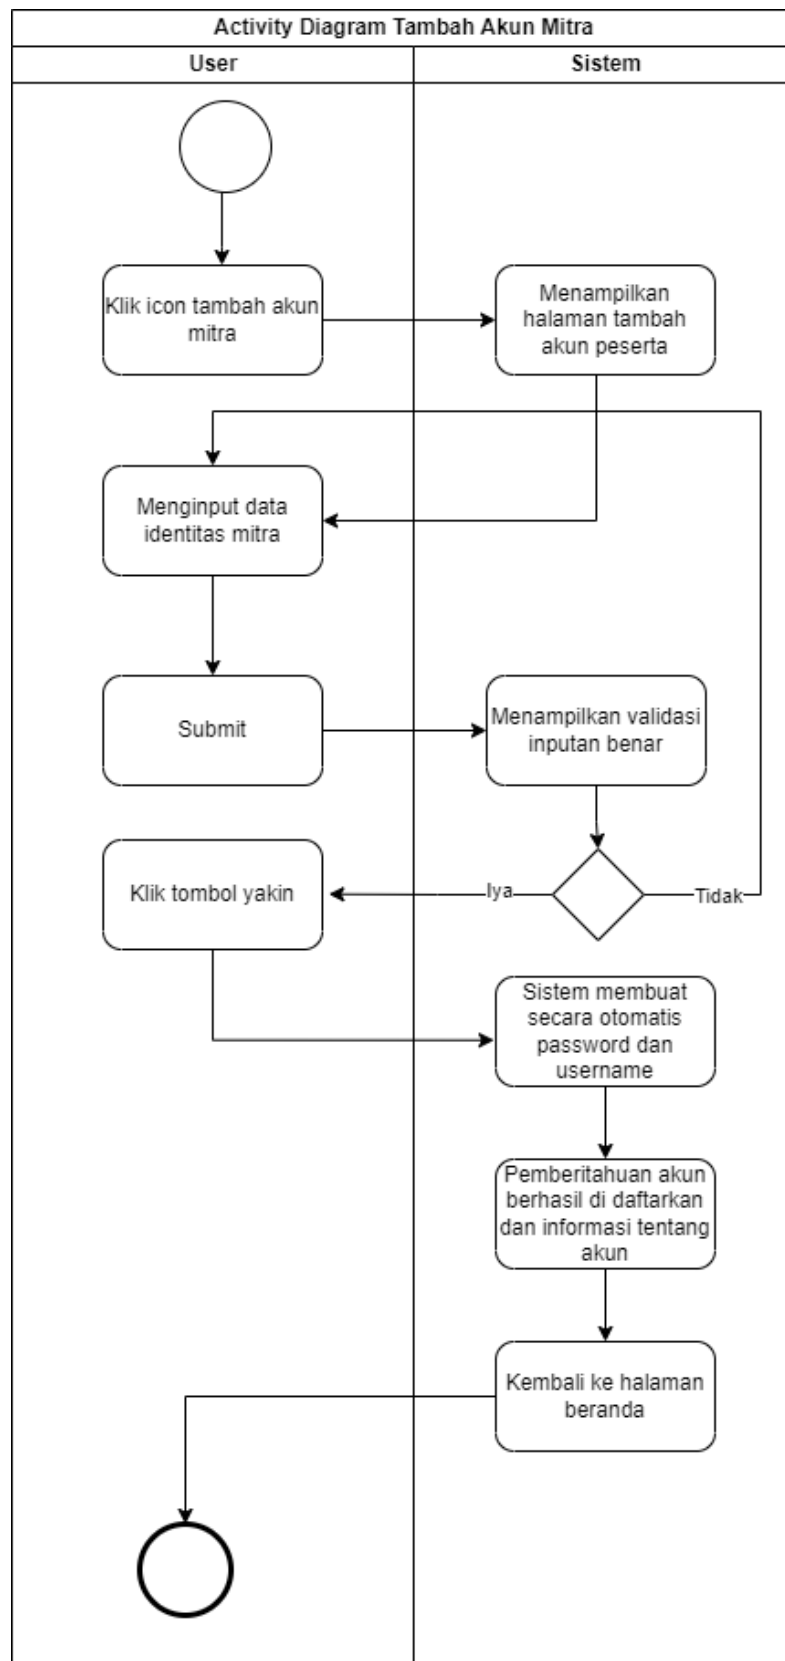 Activity Diagram Tambah Akun Mitra
User
Sistem
Klik icon tambah akun
mitra
Menampilkan
halaman tambah
akun peserta
Menginput data
identitas mitra
Submit
Menampilkan validasi
inputan benar
Klik tombol yakin
Iya
Tidak
Sistem membuat
secara otomatis
password dan
username
Pemberitahuan akun
berhasil di daftarkan
dan informasi tentang
akun
Kembali ke halaman
beranda